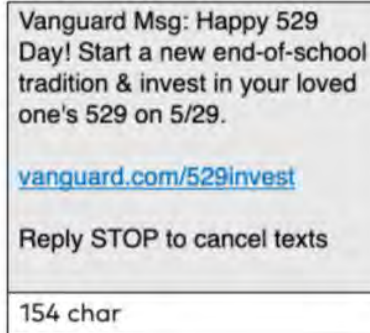 Vanguard Msg: Happy 529
Day! Start a new end-of-school
tradition & invest in your loved
one's 529 on 5/29.
vanguard.com/529invest
Reply STOP to cancel texts
154 char